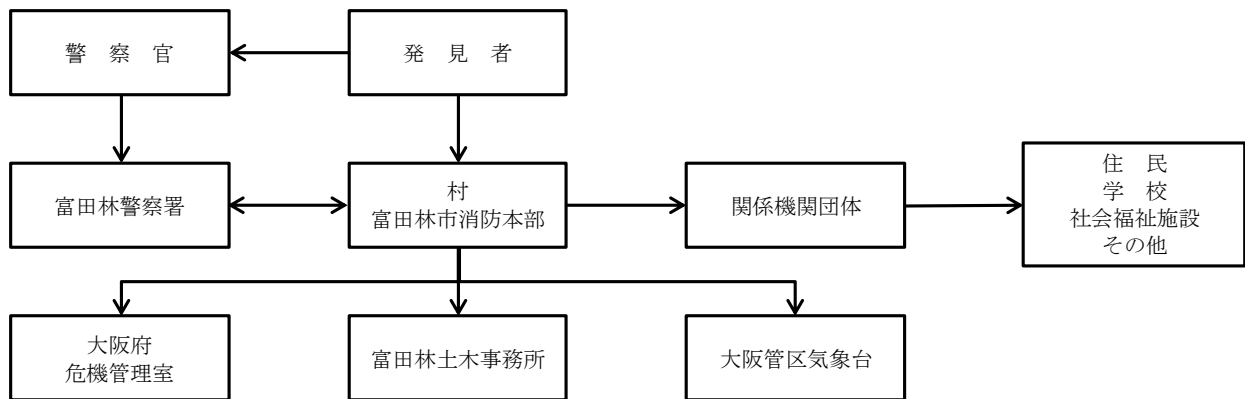 警　察　官
発　見　者
富田林警察署
村
富田林市消防本部
関係機関団体
住　民
学　校
社会福祉施設
その他
大阪府
危機管理室
富田林土木事務所
大阪管区気象台